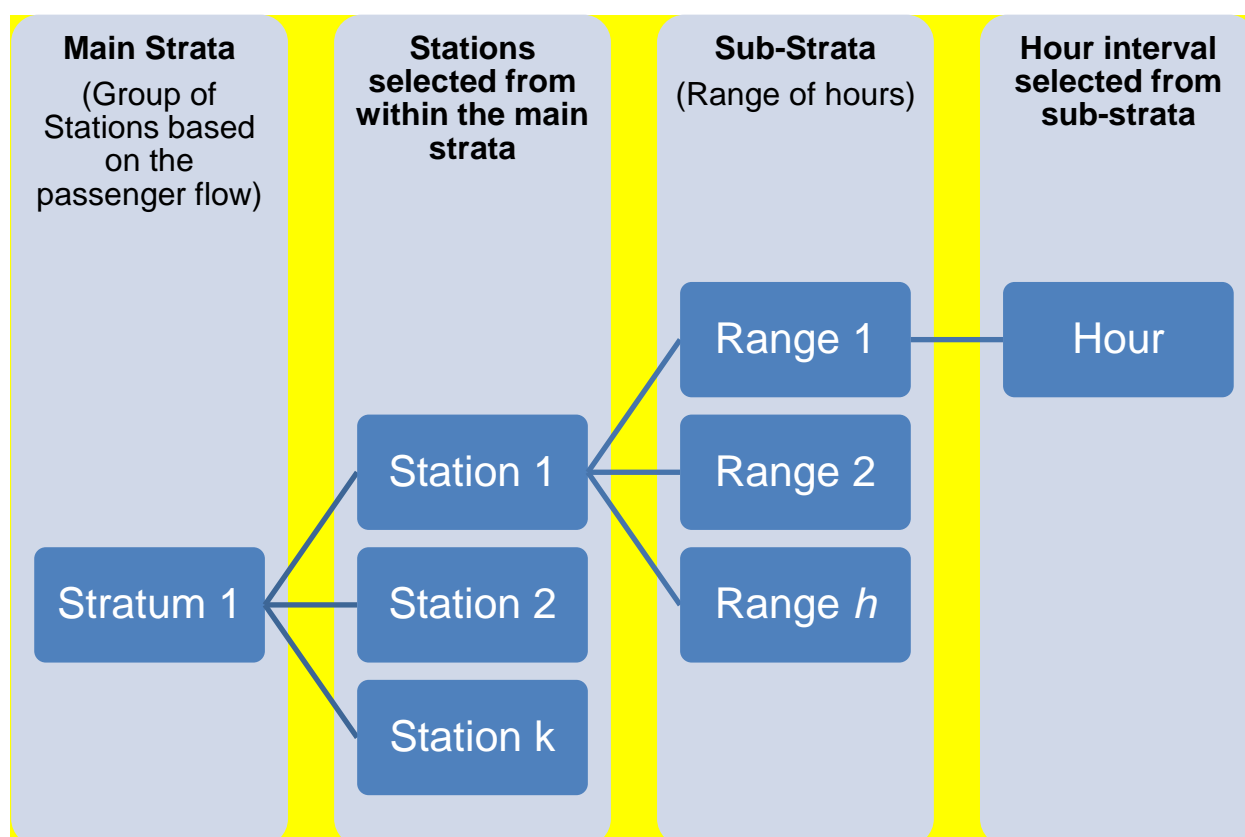 Main Strata
(Group of
Stations based
on the
passenger flow)
Stations
selected from
within the main
strata
Sub-Strata
(Range of hours)
Hour interval
selected from
sub-strata
Range 1
Hour
Station 1
Range 2
Stratum 1
Station 2
Range h
Station k